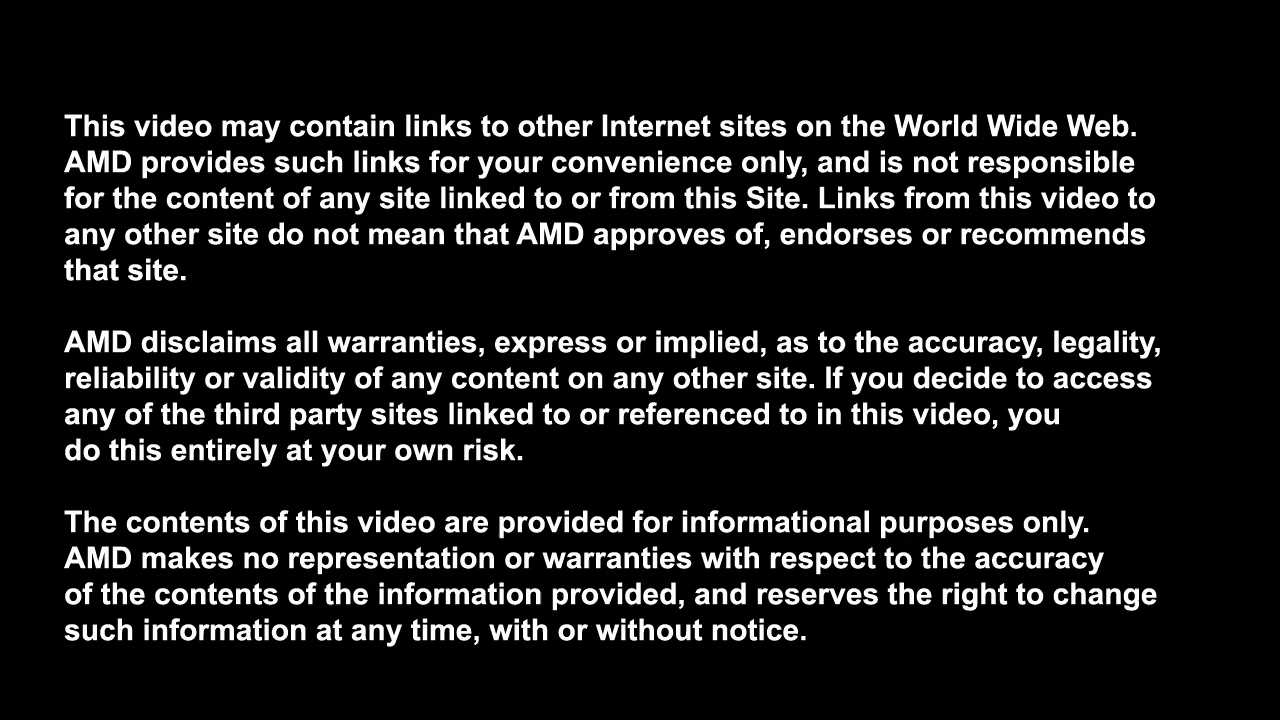 This video may contain links to other Internet sites on the World Wide Web.
AMD provides such links for your convenience only, and is not responsible
for the content of any site linked to or from this Site. Links from this video to
any other site do not mean that AMD approves of, endorses or recommends
that site.
AMD disclaims all warranties, express or implied, as to the accuracy, legality,
reliability or validity of any content on any other site. If you decide to access
any of the third party sites linked to or referenced to in this video, you
do this entirely at your own risk.
The contents of this video are provided for informational purposes only.
AMD makes no representation or warranties with respect to the accuracy
of the contents of the information provided, and reserves the right to change
such information at any time, with or without notice.